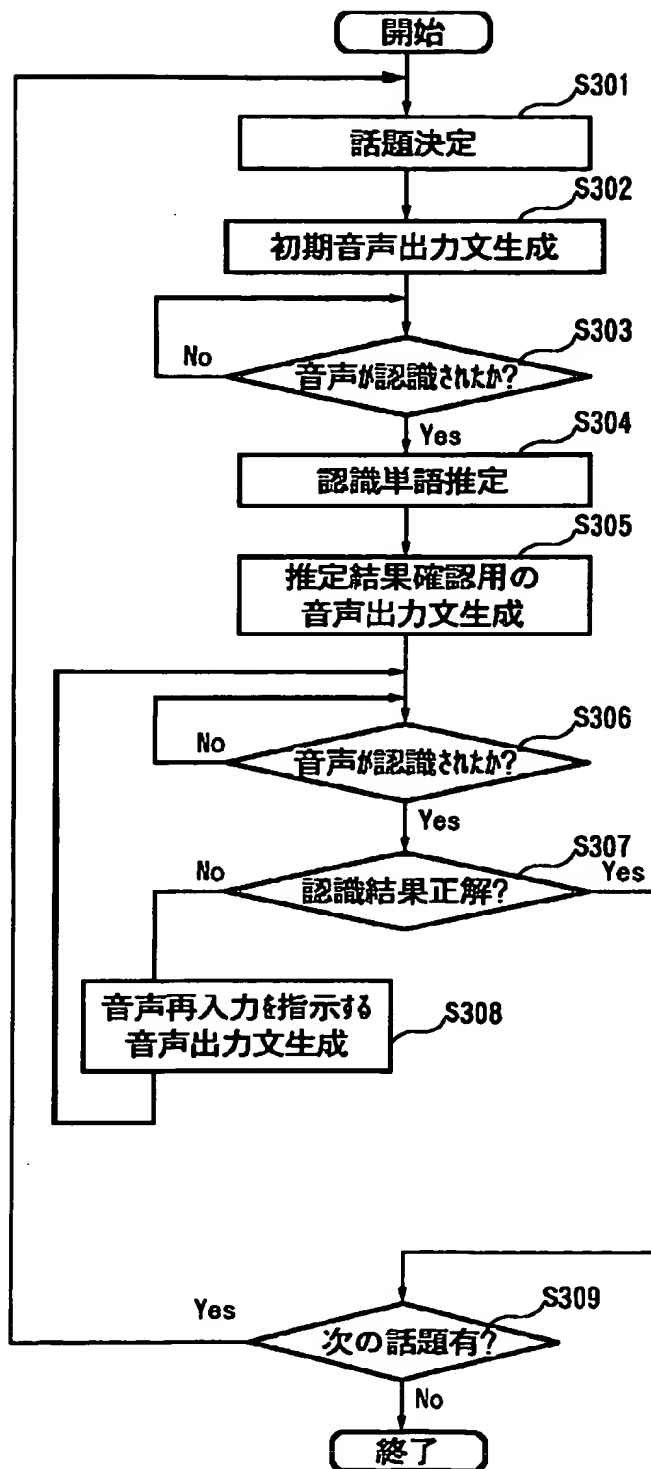 開始
S301
話題決定
S302
初期音声出力文生成
S303
音声が認識されたか?
No
Yes
S304
認識単語推定
S305
推定結果確認用の
音声出力文生成
S306
音声が認識されたか?
No
Yes
S307
認識結果正解?
No
Yes
音声再入力を指示する
音声出力文生成
S308
S309
次の話題有?
Yes
No
終了